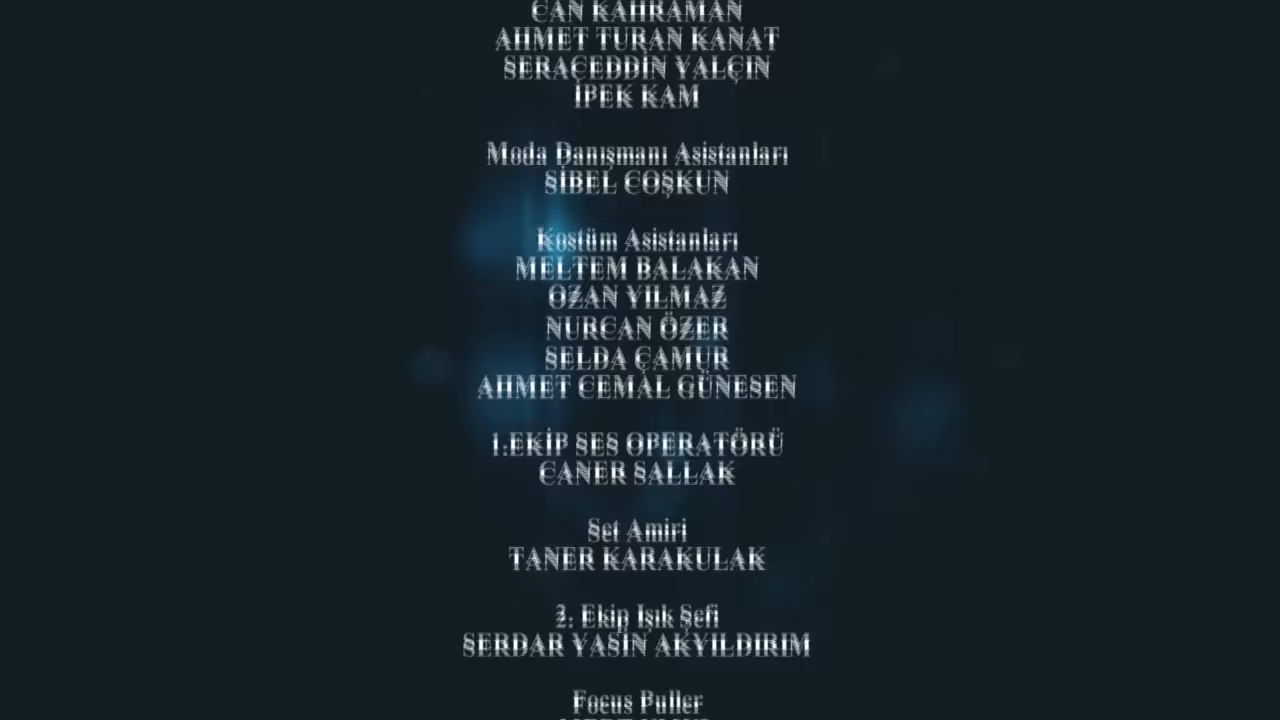 CAN KAHRAMAN
AHMET TURAN KANAT
SERAÇEDDİN YALÇIN
İPEK KAM
Moda Danışmanı Asistanları
SİBEL COŞKUN
Kostüm Asistanları
MELTEM BALAKAN
OZAN YILMAZ
NURCAN ÖZER
SELDA ÇAMUR
AHMET CEMAL GÜNEŞEN
1.EKİP SES OPERATÖRÜ
CANER SALLAK
Set Amiri
TANER KARAKULAK
2. Ekip Işık Şefi
SERDAR YASİN AKYILDIRIM
Focus Puller